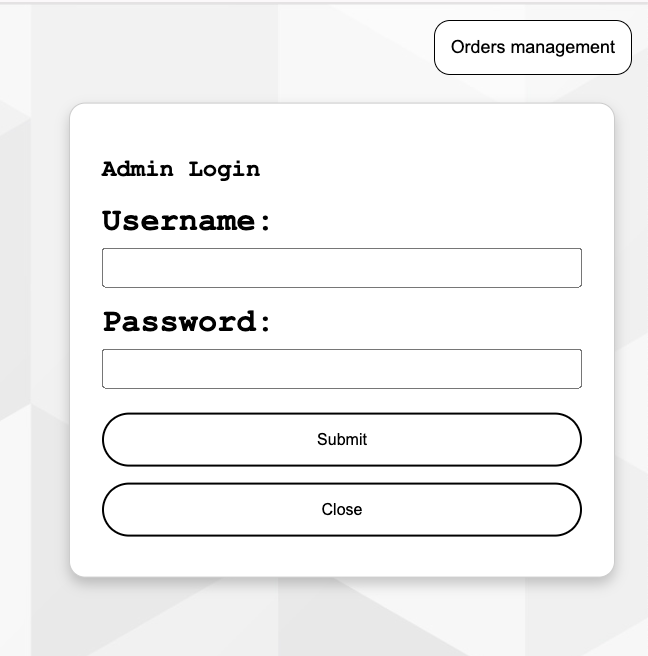 Orders management
Admin Login
Username:
Password:
Submit
Close